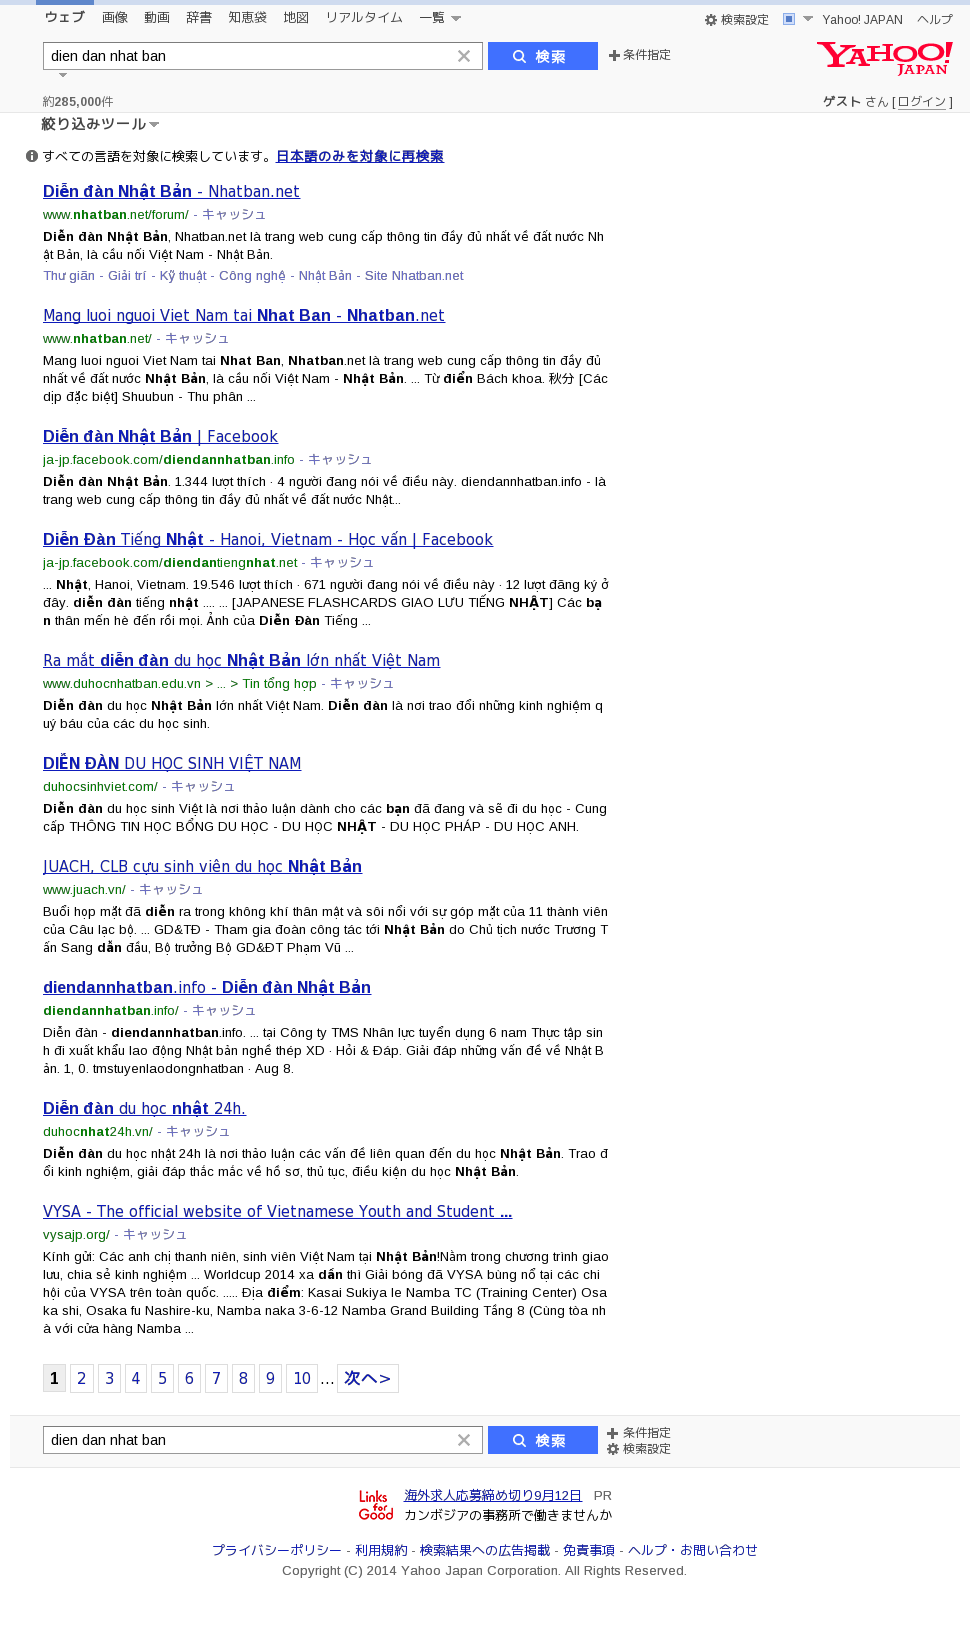 ウェブ 画像 動画 辞書 知恵袋 地図 リアルタイム 一覧 検索設定 Yahoo! JAPAN ヘルプ
dien dan nhat ban 検索 条件指定 YAHOO! JAPAN
約285,000件 ゲスト さん [ ログイン ]
絞り込みツール
すべての言語を対象に検索しています。日本語のみを対象に再検索
Diễn đàn Nhật Bản - Nhatban.net
www.nhatban.net/forum/ - キャッシュ
Diễn đàn Nhật Bản, Nhatban.net là trang web cung cấp thông tin đầy đủ nhất về đất nước Nh
ật Bản, là cầu nối Việt Nam - Nhật Bản.
Thư giãn - Giải trí - Kỹ thuật - Công nghệ - Nhật Bản - Site Nhatban.net
Mang luoi nguoi Viet Nam tai Nhat Ban - Nhatban.net
www.nhatban.net/ - キャッシュ
Mang luoi nguoi Viet Nam tai Nhat Ban, Nhatban.net là trang web cung cấp thông tin đầy đủ
nhất về đất nước Nhật Bản, là cầu nối Việt Nam - Nhật Bản. ... Từ điển Bách khoa. 秋分 [Các
dịp đặc biệt] Shuubun - Thu phân ...
Diễn đàn Nhật Bản | Facebook
ja-jp.facebook.com/diendannhatban.info - キャッシュ
Diễn đàn Nhật Bản. 1.344 lượt thích · 4 người đang nói về điều này. diendannhatban.info - là
trang web cung cấp thông tin đầy đủ nhất về đất nước Nhật...
Diễn Đàn Tiếng Nhật - Hanoi, Vietnam - Học vấn | Facebook
ja-jp.facebook.com/diendantiengnhat.net - キャッシュ
... Nhật, Hanoi, Vietnam. 19.546 lượt thích · 671 người đang nói về điều này · 12 lượt đăng ký ở
đây. diễn đàn tiếng nhật .... ... [JAPANESE FLASHCARDS GIAO LƯU TIẾNG NHẬT] Các bạ
n thân mến hè đến rồi mọi. Ảnh của Diễn Đàn Tiếng ...
Ra mắt diễn đàn du học Nhật Bản lớn nhất Việt Nam
www.duhocnhatban.edu.vn > ... > Tin tổng hợp - キャッシュ
Diễn đàn du học Nhật Bản lớn nhất Việt Nam. Diễn đàn là nơi trao đổi những kinh nghiệm q
uý báu của các du học sinh.
DIỄN ĐÀN DU HỌC SINH VIỆT NAM
duhocsinhviet.com/ - キャッシュ
Diễn đàn du học sinh Việt là nơi thảo luận dành cho các bạn đã đang và sẽ đi du học - Cung
cấp THÔNG TIN HỌC BỔNG DU HỌC - DU HỌC NHẬT - DU HỌC PHÁP - DU HỌC ANH.
JUACH, CLB cựu sinh viên du học Nhật Bản
www.juach.vn/ - キャッシュ
Buổi họp mặt đã diễn ra trong không khí thân mật và sôi nổi với sự góp mặt của 11 thành viên
của Câu lạc bộ. ... GD&TĐ - Tham gia đoàn công tác tới Nhật Bản do Chủ tịch nước Trương T
ấn Sang dẫn đầu, Bộ trưởng Bộ GD&ĐT Phạm Vũ ...
diendannhatban.info - Diễn đàn Nhật Bản
diendannhatban.info/ - キャッシュ
Diễn đàn - diendannhatban.info. ... tại Công ty TMS Nhân lực tuyển dụng 6 nam Thực tập sin
h đi xuất khẩu lao động Nhật bản nghề thép XD · Hỏi & Đáp. Giải đáp những vấn đề về Nhật B
ản. 1, 0. tmstuyenlaodongnhatban · Aug 8.
Diễn đàn du học nhật 24h.
duhocnhat24h.vn/ - キャッシュ
Diễn đàn du học nhật 24h là nơi thảo luận các vấn đề liên quan đến du học Nhật Bản. Trao đ
ổi kinh nghiệm, giải đáp thắc mắc về hồ sơ, thủ tục, điều kiện du học Nhật Bản.
VYSA - The official website of Vietnamese Youth and Student ...
vysajp.org/ - キャッシュ
Kính gửi: Các anh chị thanh niên, sinh viên Việt Nam tại Nhật Bản!Nằm trong chương trình giao
lưu, chia sẻ kinh nghiệm ... Worldcup 2014 xa dần thì Giải bóng đã VYSA bùng nổ tại các chi
hội của VYSA trên toàn quốc. ..... Địa điểm: Kasai Sukiya Ie Namba TC (Training Center) Osa
ka shi, Osaka fu Nashire-ku, Namba naka 3-6-12 Namba Grand Building Tầng 8 (Cùng tòa nh
à với cửa hàng Namba ...
1 2 3 4 5 6 7 8 9 10 ... 次へ>
dien dan nhat ban 検索 条件指定
検索設定
Links for Good 海外求人応募締め切り9月12日 PR
カンボジアの事務所で働きませんか
プライバシーポリシー - 利用規約 - 検索結果への広告掲載 - 免責事項 - ヘルプ・お問い合わせ
Copyright (C) 2014 Yahoo Japan Corporation. All Rights Reserved.